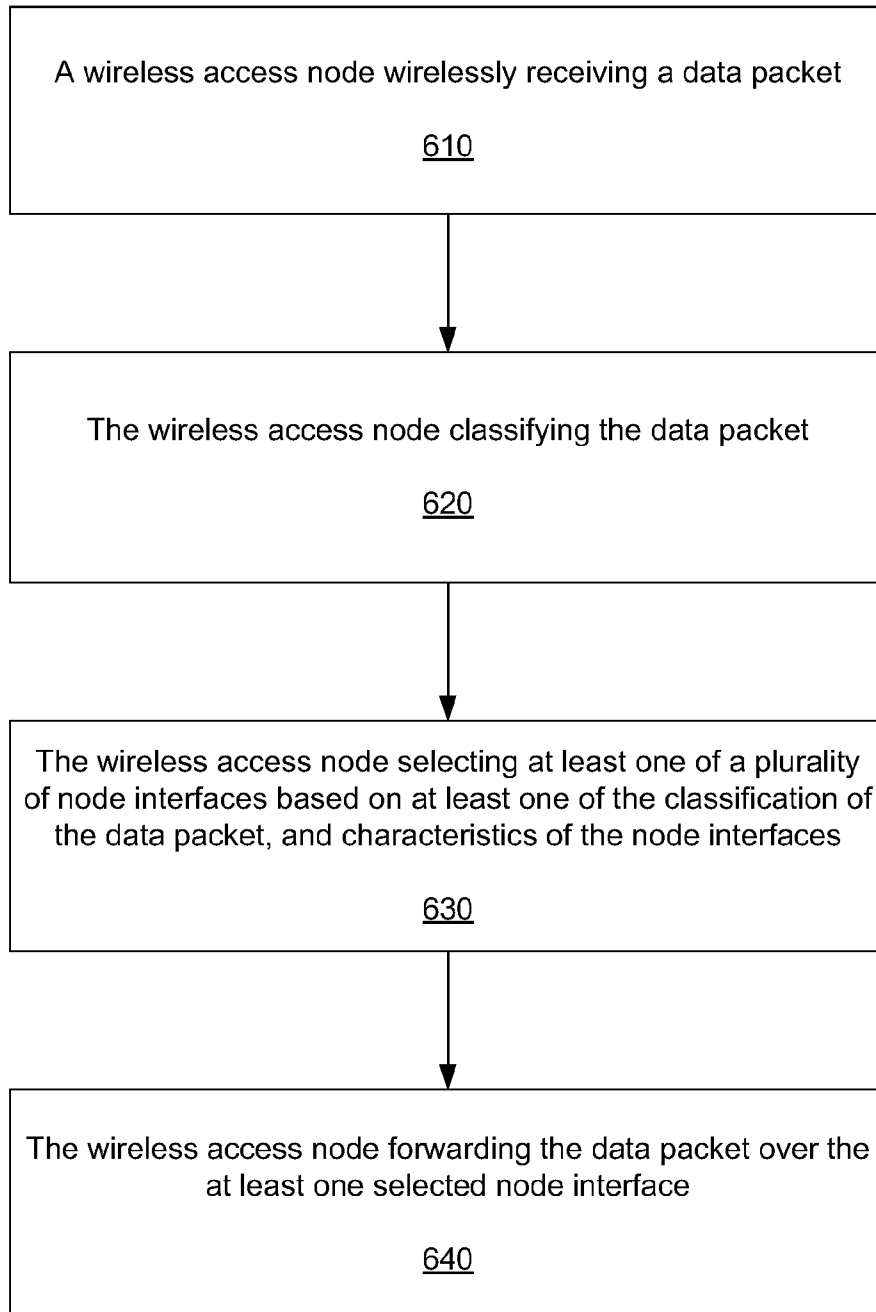 A wireless access node wirelessly receiving a data packet
610
The wireless access node classifying the data packet
620
The wireless access node selecting at least one of a plurality
of node interfaces based on at least one of the classification of
the data packet, and characteristics of the node interfaces
630
The wireless access node forwarding the data packet over the
at least one selected node interface
640